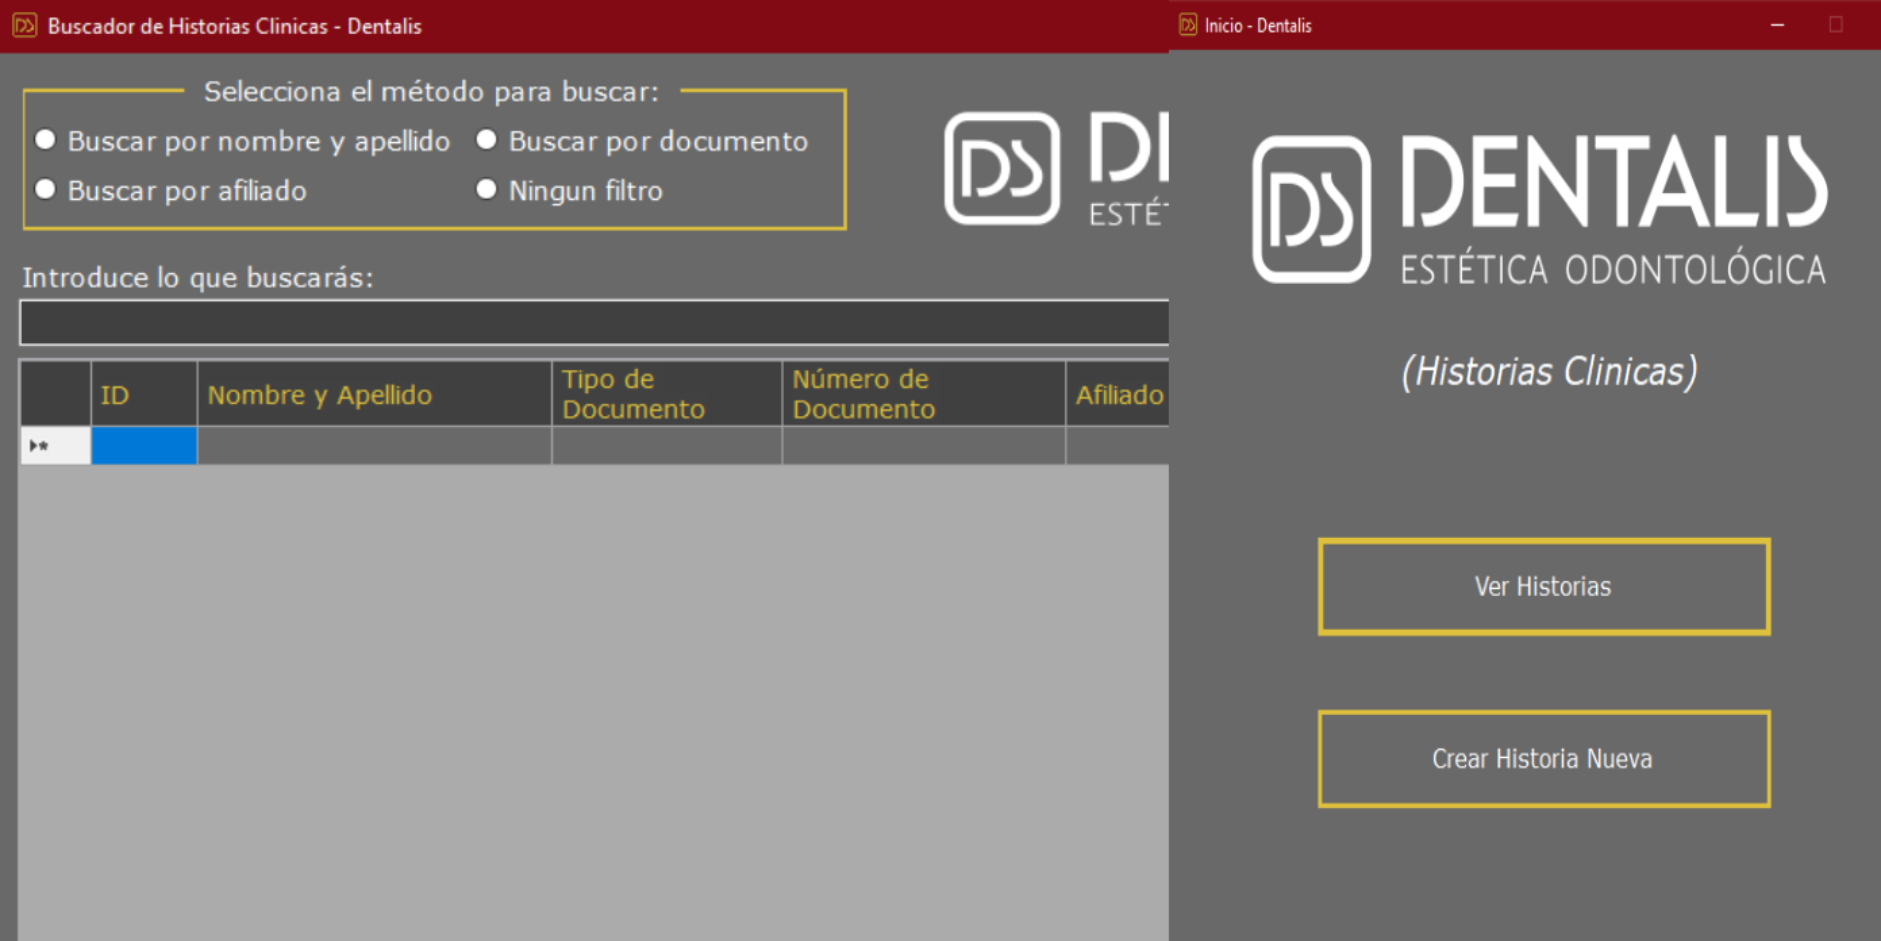 Buscador de Historias Clinicas - Dentalis
Selecciona el método para buscar:
Buscar por nombre y apellido
Buscar por documento
Buscar por afiliado
Ningun filtro
DS
Introduce lo que buscarás:
ID
Nombre y Apellido
Tipo de
Documento
Número de
Documento
Afiliado
Inicio - Dentalis
DS
DENTALIS
ESTÉTICA ODONTOLÓGICA
(Historias Clinicas)
Ver Historias
Crear Historia Nueva